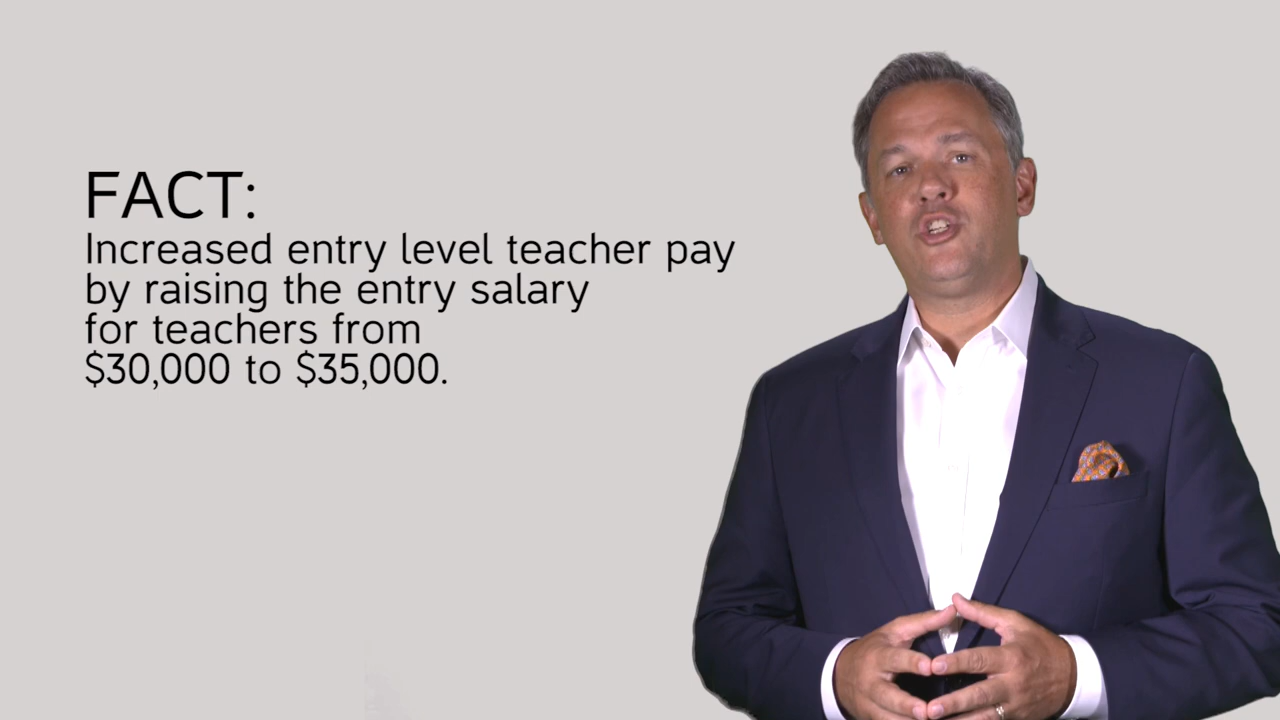 FACT:
Increased entry level teacher pay
by raising the entry salary
for teachers from
$30,000 to $35,000.